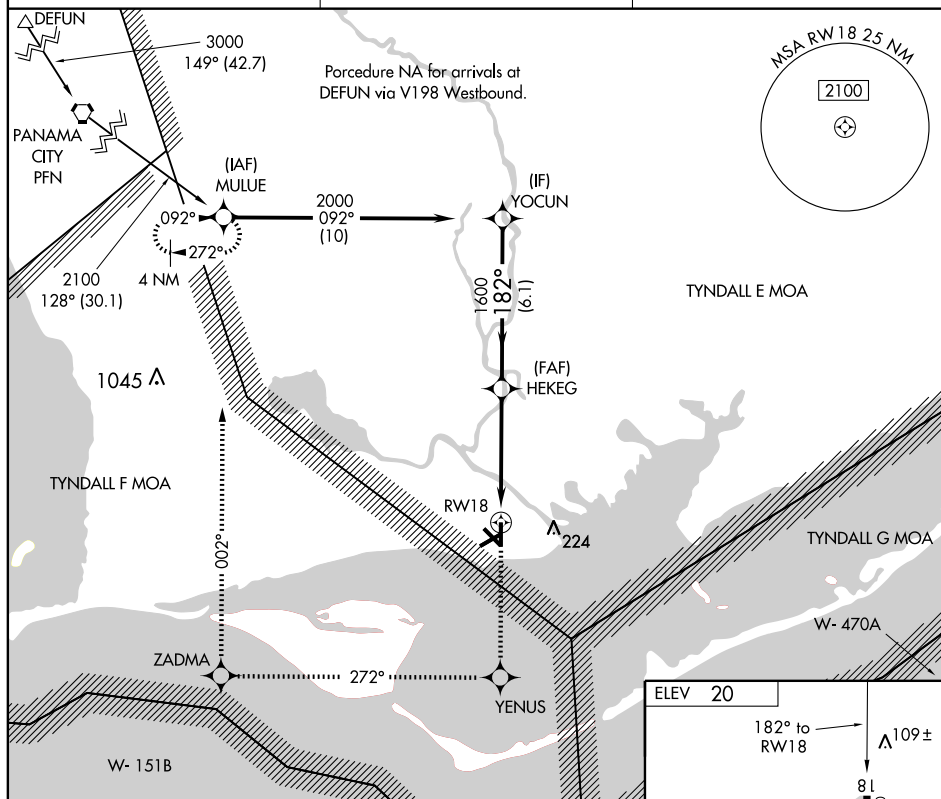 DEFUN
3000
149° (42.7)
Porcedure NA for arrivals at
DEFUN via V198 Westbound.
MSA RW18 25 NM
2100
PANAMA
CITY
PFN
(IAF)
MULUE
092°
272°
4 NM
2100
128° (30.1)
2000
092°
(10)
(IF)
YOCUN
1600
182°
(6.1)
TYNDALL E MOA
(FAF)
HEKEG
1045
TYNDALL F MOA
002°
RW18
224
TYNDALL G MOA
W- 470A
ZADMA
272°
YENUS
W- 151B
ELEV 20
182° to
RW18
109±
18